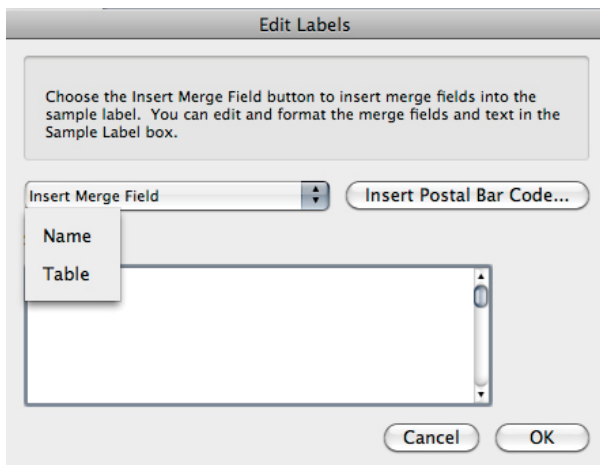 Edit Labels
Choose the Insert Merge Field button to insert merge fields into the
sample label. You can edit and format the merge fields and text in the
Sample Label box.
Insert Merge Field
Insert Postal Bar Code...
Name
Table
Cancel
OK